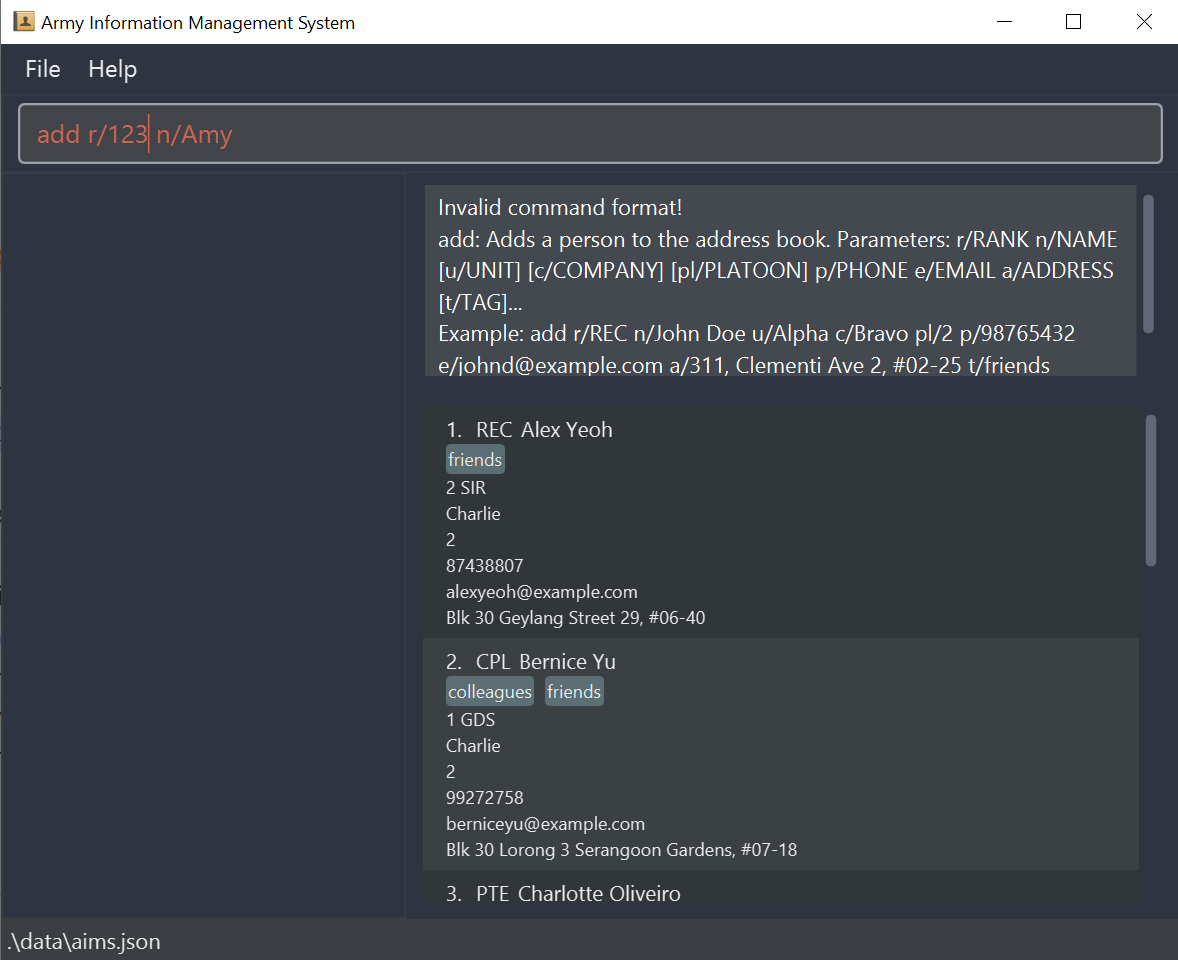 Army Information Management System
File Help
add r/123 n/Amy
Invalid command format!
add: Adds a person to the address book. Parameters: r/RANK n/NAME
[u/UNIT] [c/COMPANY] [pl/PLATOON] p/PHONE e/EMAIL a/ADDRESS
[t/TAG]...
Example: add r/REC n/John Doe u/Alpha c/Bravo pl/2 p/98765432
e/johnd@example.com a/311, Clementi Ave 2, #02-25 t/friends
1. REC Alex Yeoh
friends
2 SIR
Charlie
2
87438807
alexyeoh@example.com
Blk 30 Geylang Street 29, #06-40
2. CPL Bernice Yu
colleagues friends
1 GDS
Charlie
2
99272758
berniceyu@example.com
Blk 30 Lorong 3 Serangoon Gardens, #07-18
3. PTE Charlotte Oliveiro
.\data\aims.json